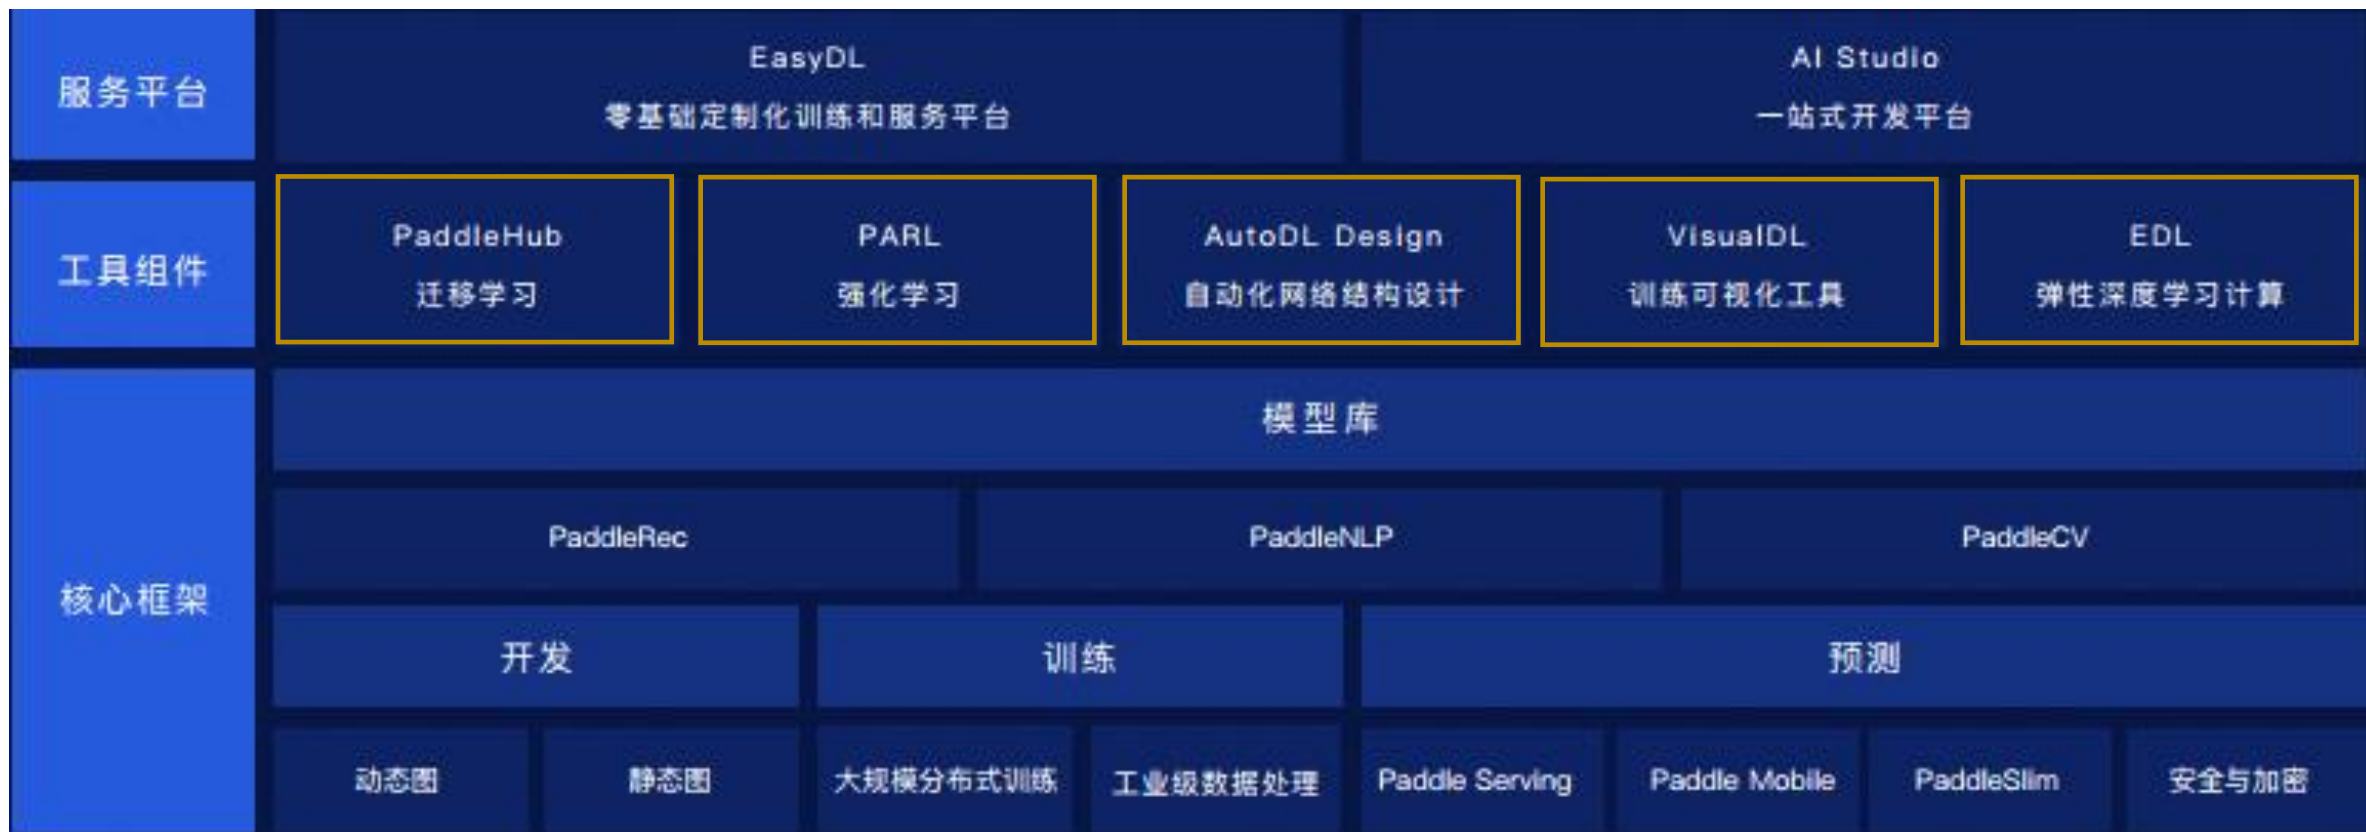 服务平台
EasyDL
零基础定制化训练和服务平台
AI Studio
一站式开发平台
工具组件
PaddleHub
迁移学习
PARL
强化学习
AutoDL Design
自动化网络结构设计
VisualDL
训练可视化工具
EDL
弹性深度学习计算
核心框架
模型库
PaddleRec
PaddleNLP
PaddleCV
开发
训练
预测
动态图
静态图
大规模分布式训练
工业级数据处理
Paddle Serving
Paddle Mobile
PaddleSlim
安全与加密